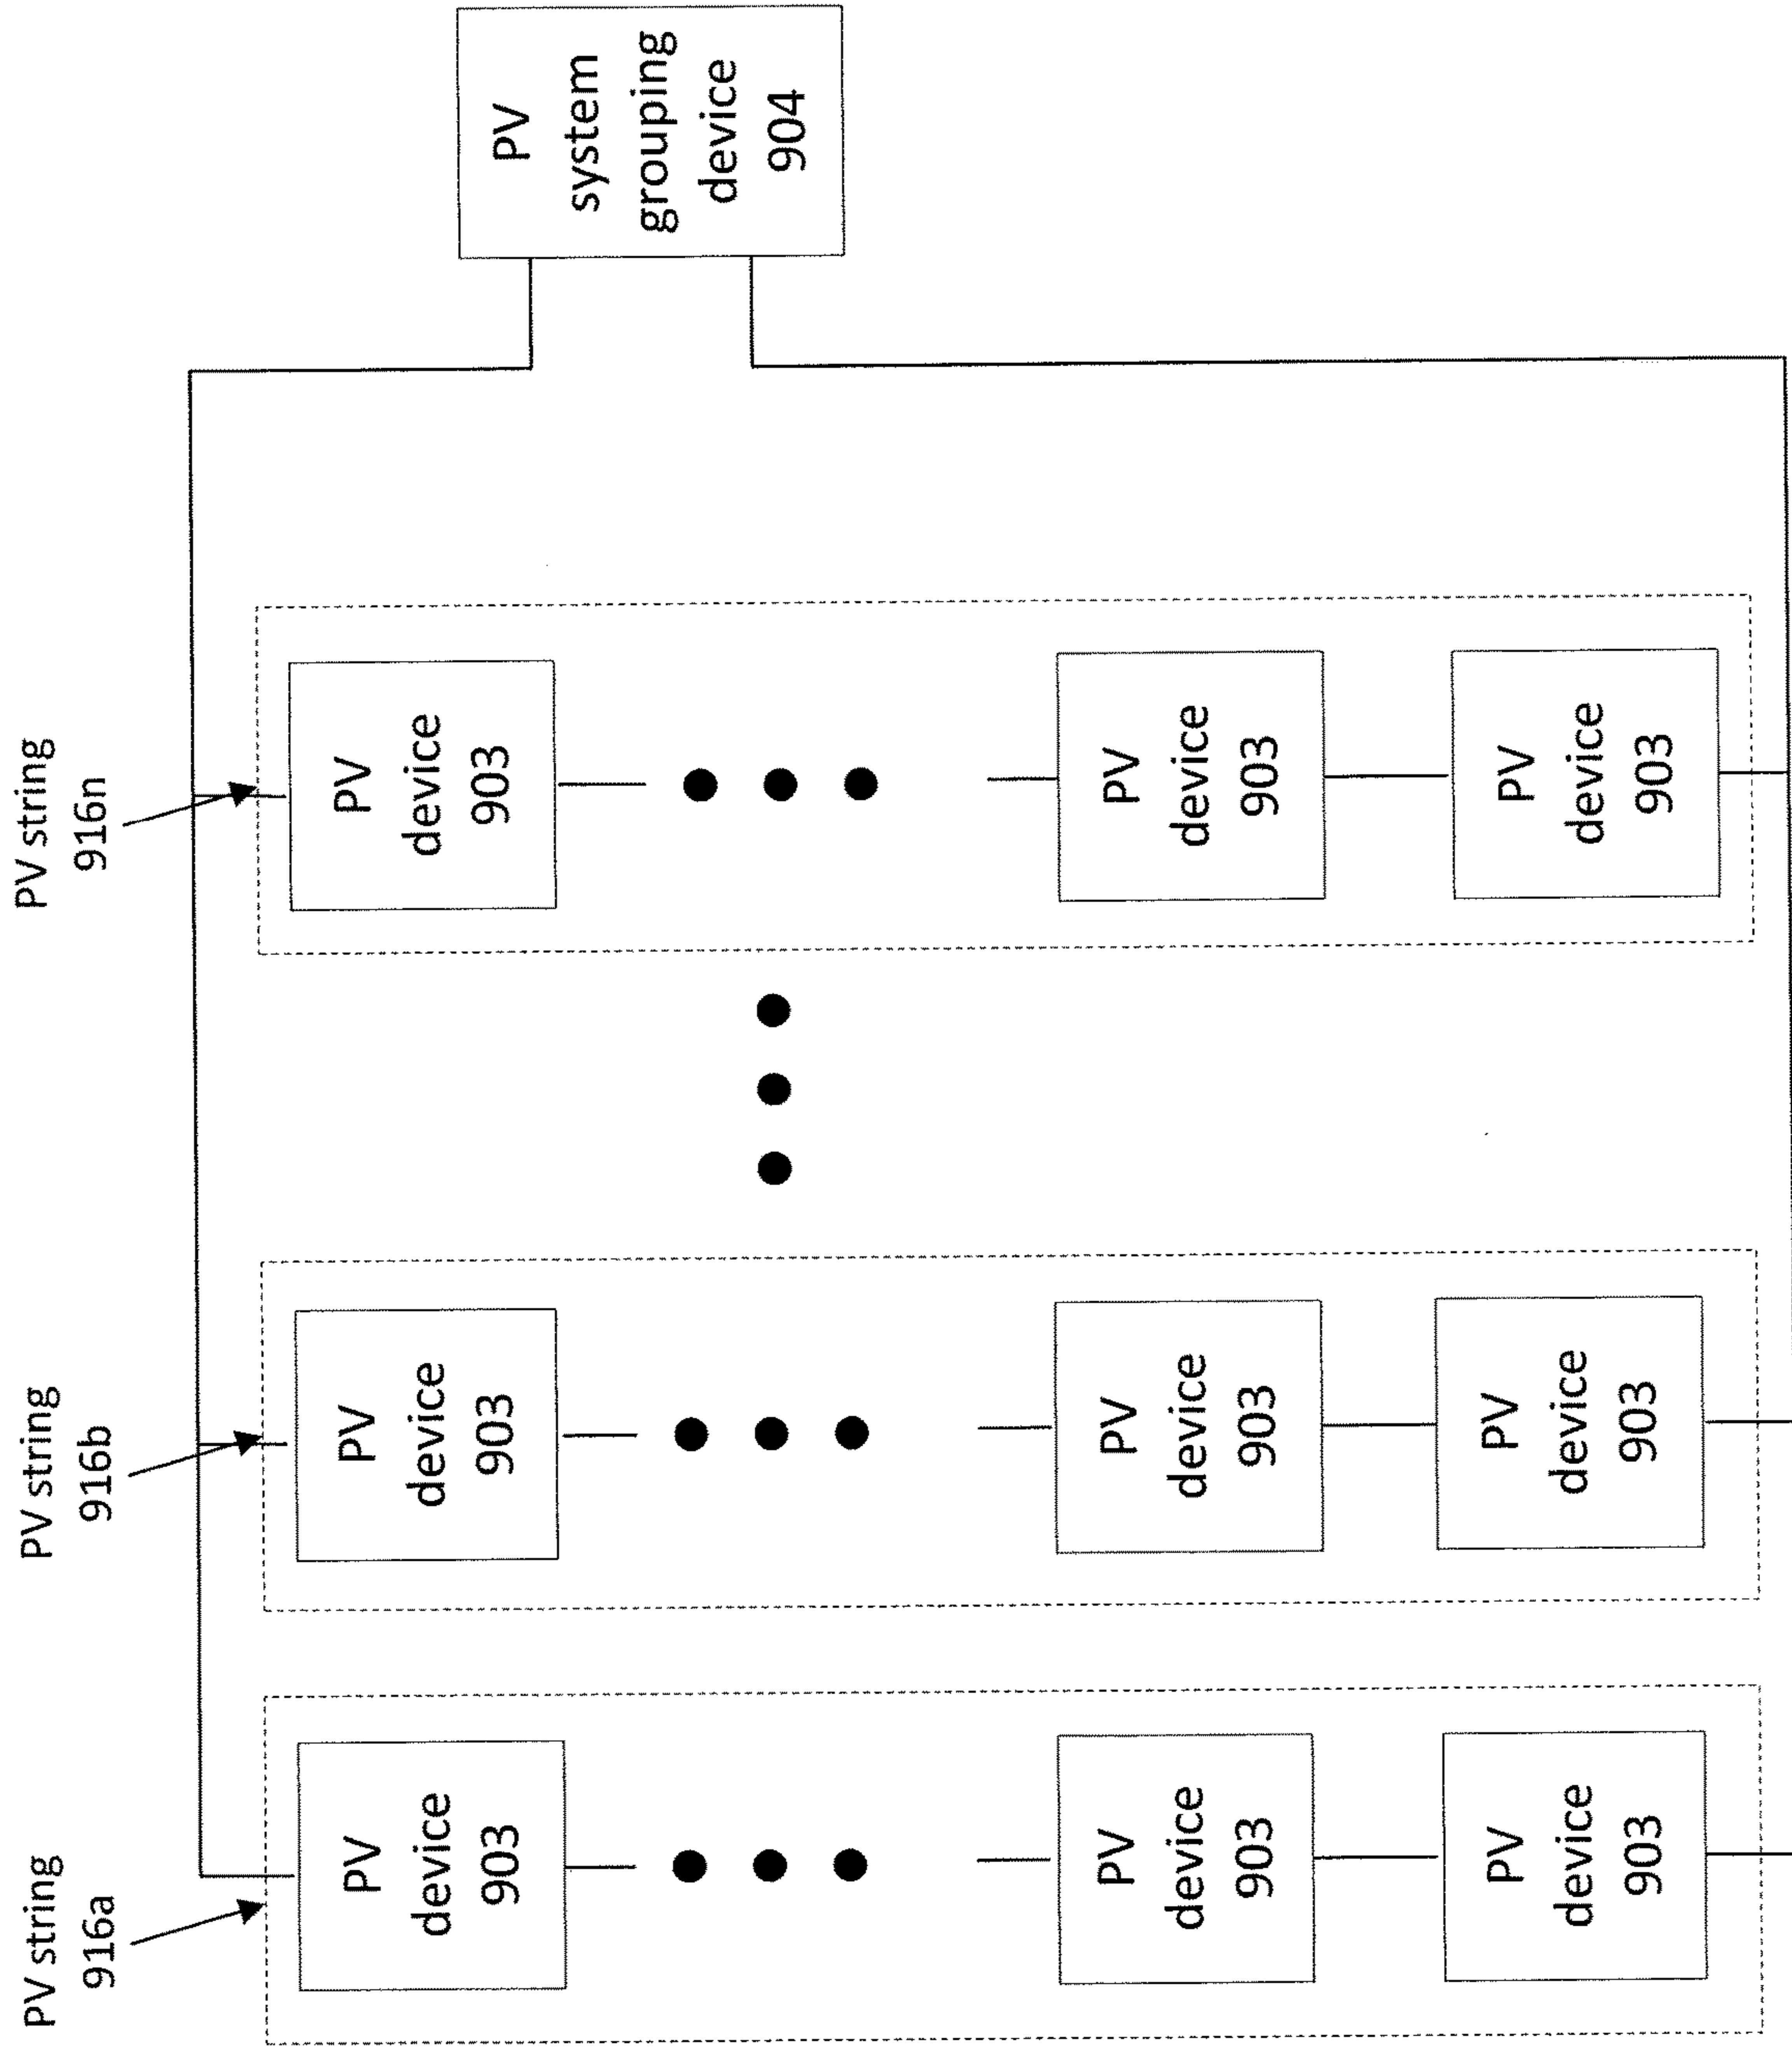 PV string
916a
PV string
916b
PV string
916n
PV
device
903
PV
device
903
PV
device
903
PV
device
903
PV
device
903
PV
device
903
PV
device
903
PV
device
903
PV
device
903
PV
system
grouping
device
904